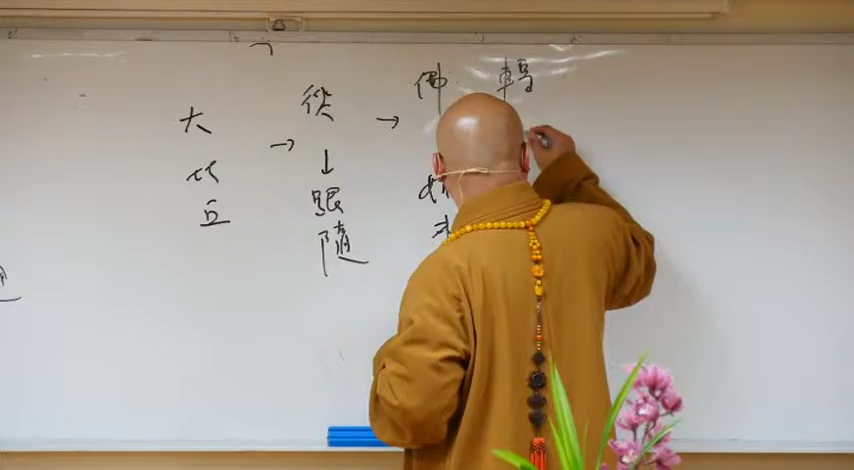 大比丘
→
從
↓
跟隨
→
佛
轉